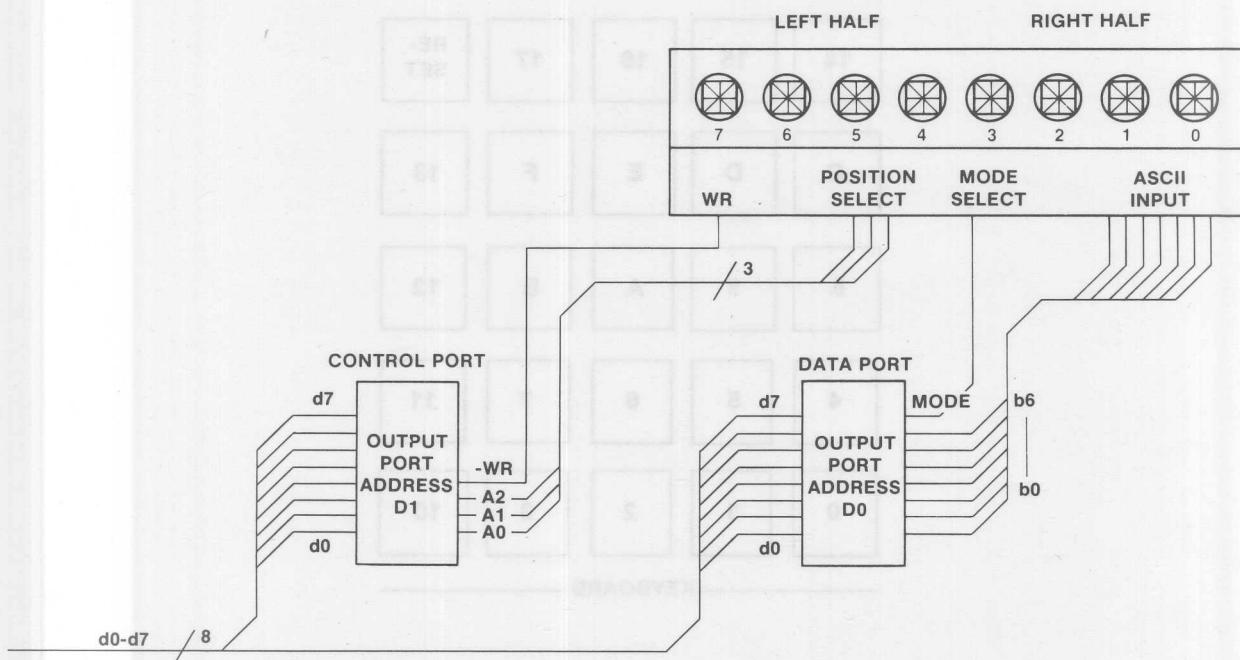 LEFT HALF
RIGHT HALF
7 6 5 4 3 2 1 0
WR
POSITION SELECT
MODE SELECT
ASCII INPUT
3
CONTROL PORT
d7
OUTPUT
PORT
ADDRESS
D1
d0
-WR
A2
A1
A0
DATA PORT
d7
OUTPUT
PORT
ADDRESS
D0
d0
MODE
b6
b0
d0-d7
8